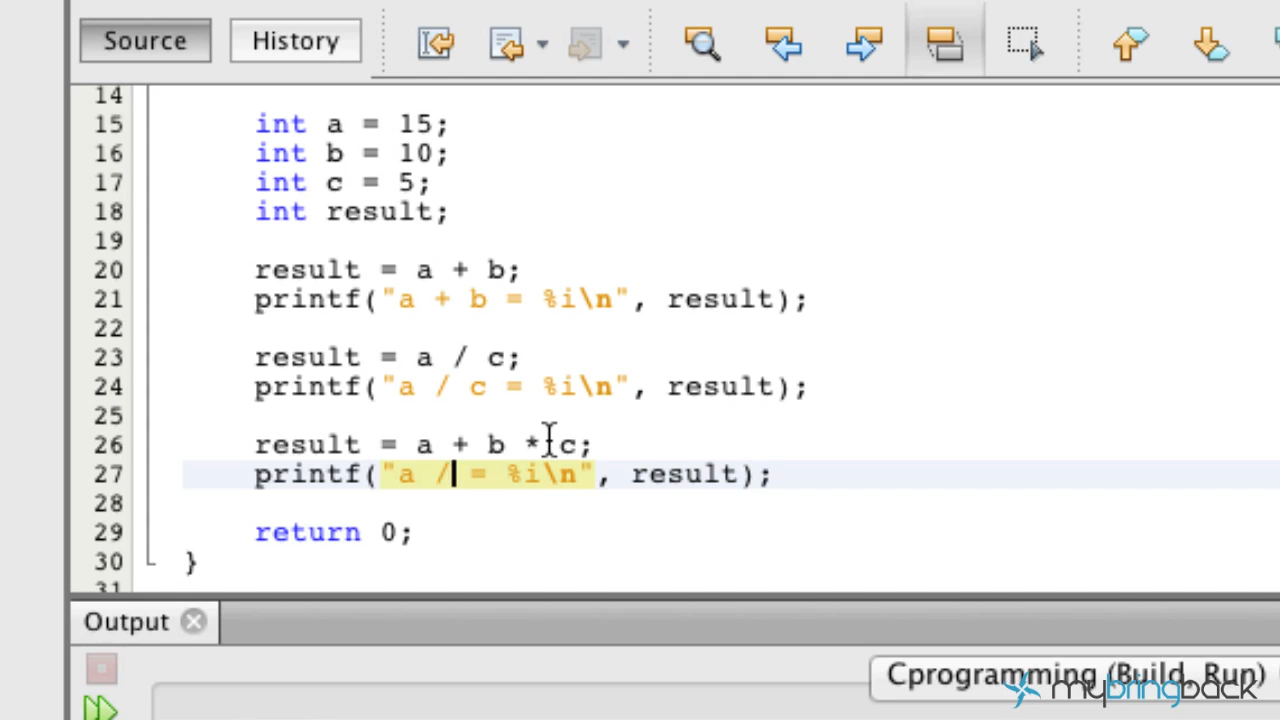 Source History
14
15 int a = 15;
16 int b = 10;
17 int c = 5;
18 int result;
19
20 result = a + b;
21 printf("a + b = %i\n", result);
22
23 result = a / c;
24 printf("a / c = %i\n", result);
25
26 result = a + b * c;
27 printf("a / = %i\n", result);
28
29 return 0;
30 }
31
Output
Cprogramming (Build, Run)
mybringback